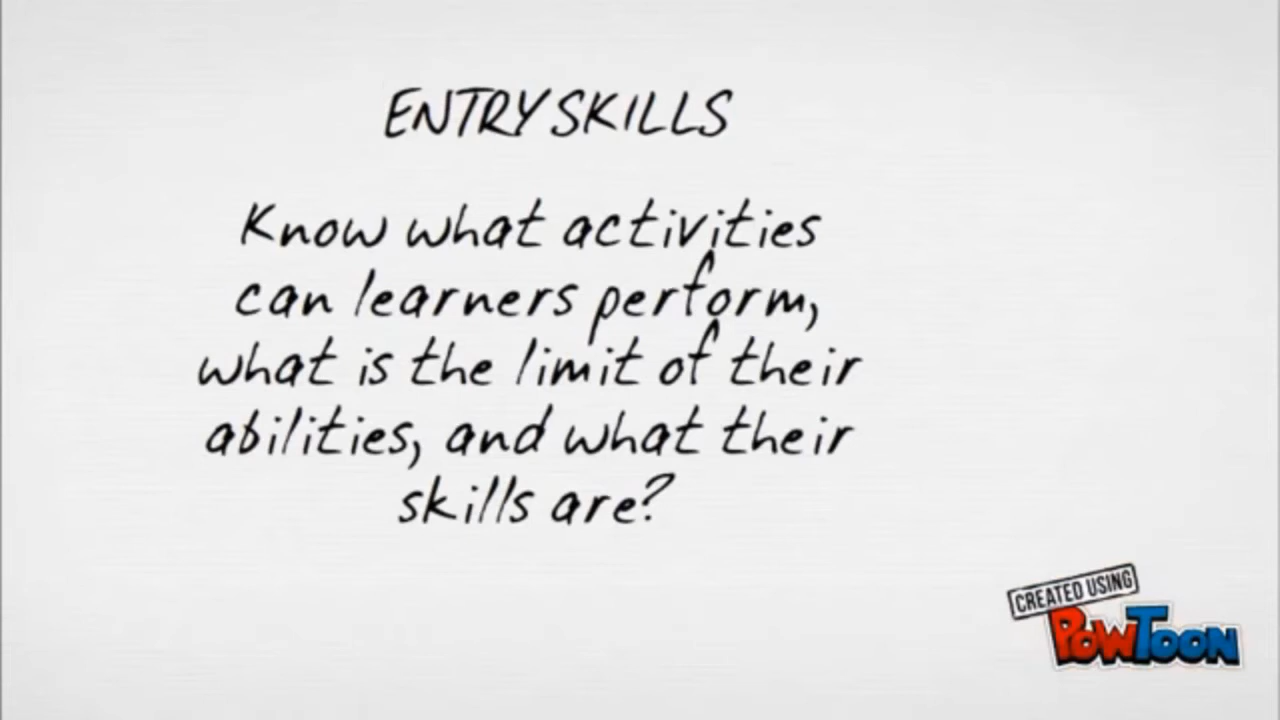 ENTRY SKILLS
Know what activities
can learners perform,
what is the limit of their
abilities, and what their
skills are?
CREATED USING
POWTOON